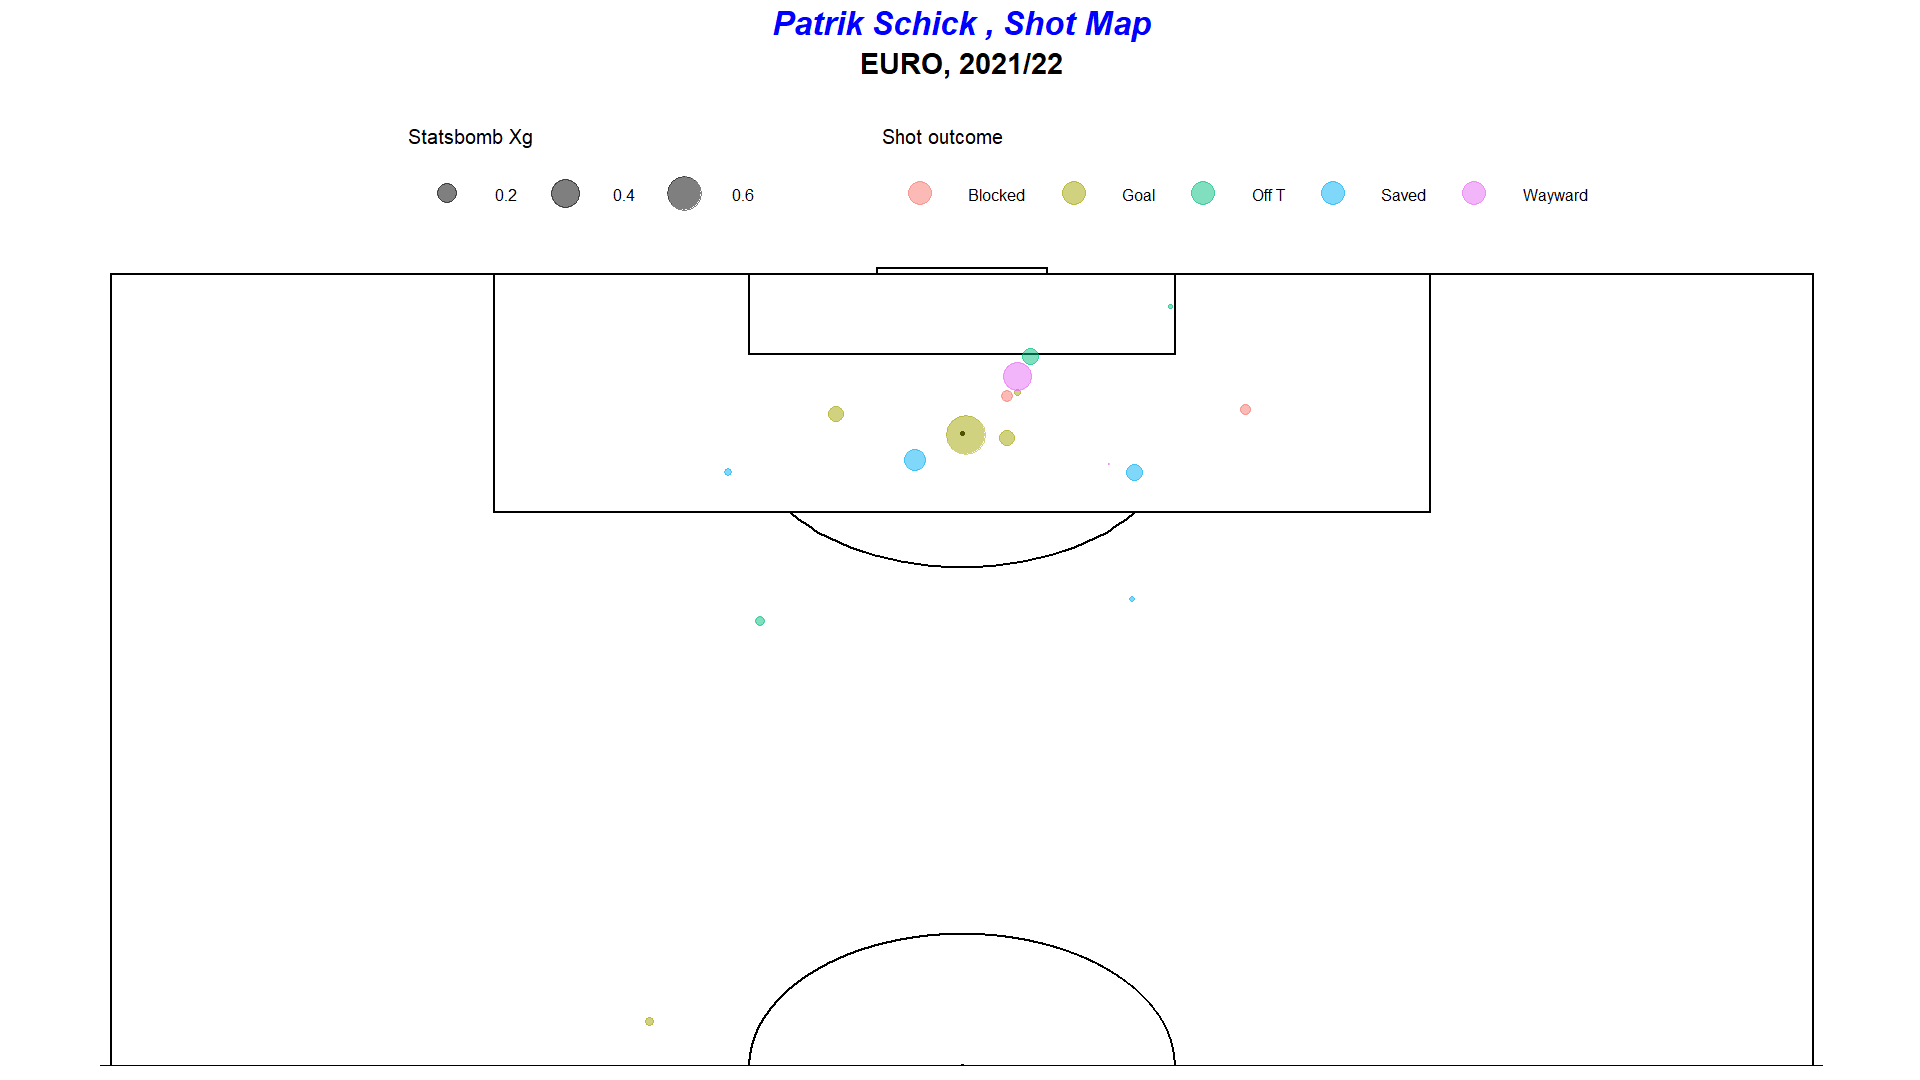 Patrik Schick , Shot Map
EURO, 2021/22
Statsbomb Xg
Shot outcome
0.2 0.4 0.6
Blocked Goal Off T Saved Wayward